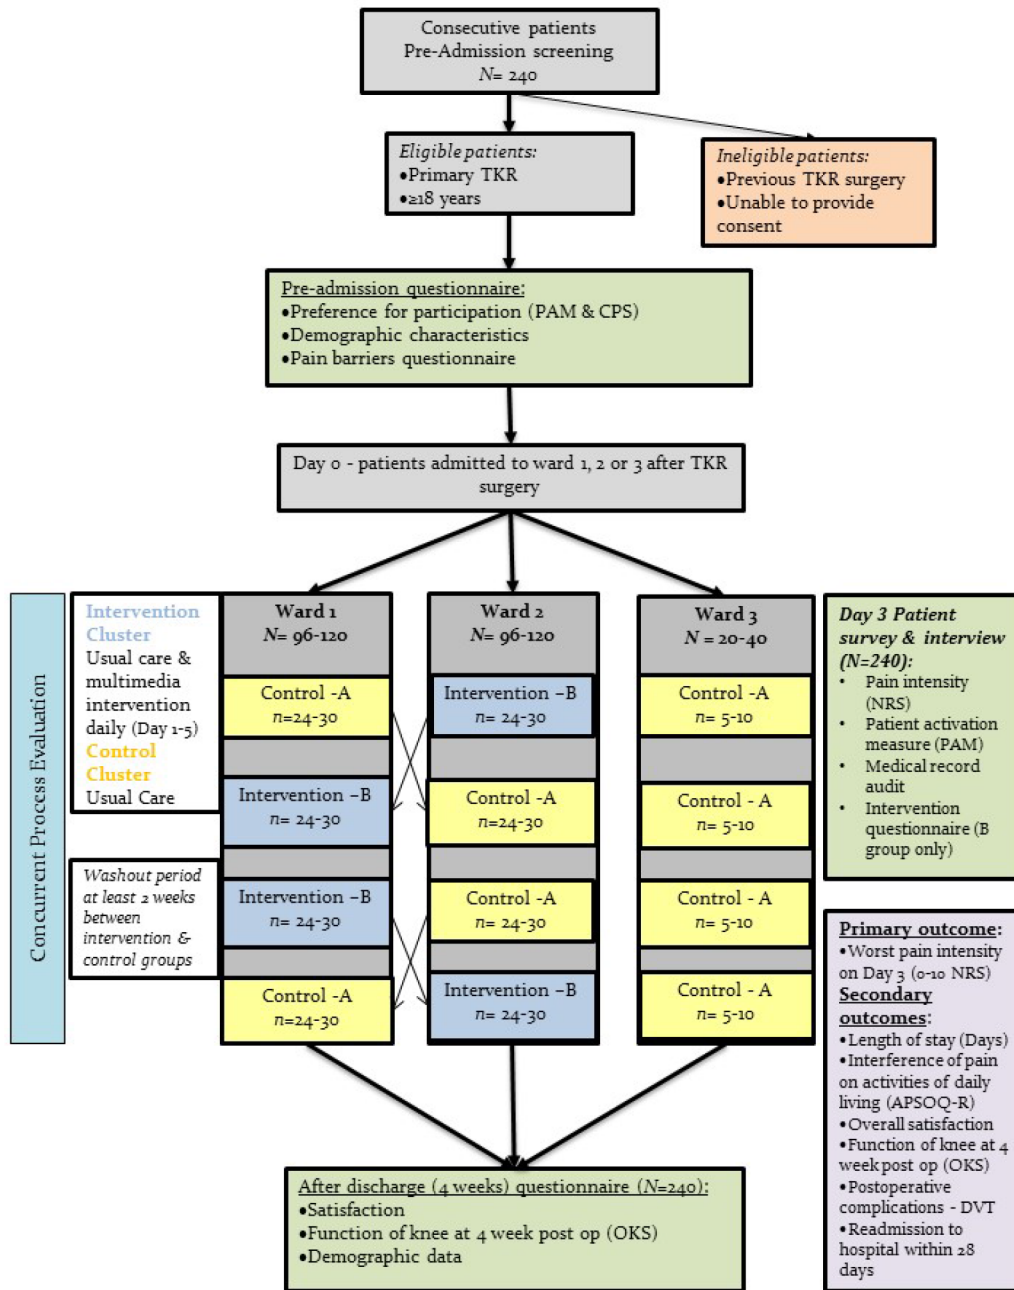 Consecutive patients
Pre-Admission screening
N= 240
Eligible patients:
•Primary TKR
•≥18 years
Ineligible patients:
•Previous TKR surgery
•Unable to provide
consent
Pre-admission questionnaire:
•Preference for participation (PAM & CPS)
•Demographic characteristics
•Pain barriers questionnaire
Day 0 - patients admitted to ward 1, 2 or 3 after TKR
surgery
Concurrent Process Evaluation
Intervention
Cluster
Usual care &
multimedia
intervention
daily (Day 1-5)
Control
Cluster
Usual Care
Washout period
at least 2 weeks
between
intervention &
control groups
Ward 1
N= 96-120
Control -A
n=24-30
Intervention –B
n= 24-30
Intervention –B
n= 24-30
Control -A
n=24-30
Ward 2
N= 96-120
Intervention –B
n= 24-30
Control -A
n=24-30
Control -A
n=24-30
Intervention –B
n= 24-30
Ward 3
N = 20-40
Control - A
n= 5-10
Control - A
n= 5-10
Control - A
n= 5-10
Control - A
n= 5-10
Day 3 Patient
survey & interview
(N=240):
• Pain intensity
(NRS)
• Patient activation
measure (PAM)
• Medical record
audit
• Intervention
questionnaire (B
group only)
Primary outcome:
•Worst pain intensity
on Day 3 (0-10 NRS)
Secondary
outcomes:
•Length of stay (Days)
•Interference of pain
on activities of daily
living (APSOQ-R)
•Overall satisfaction
•Function of knee at 4
week post op (OKS)
•Postoperative
complications - DVT
•Readmission to
hospital within 28
days
After discharge (4 weeks) questionnaire (N=240):
•Satisfaction
•Function of knee at 4 week post op (OKS)
•Demographic data